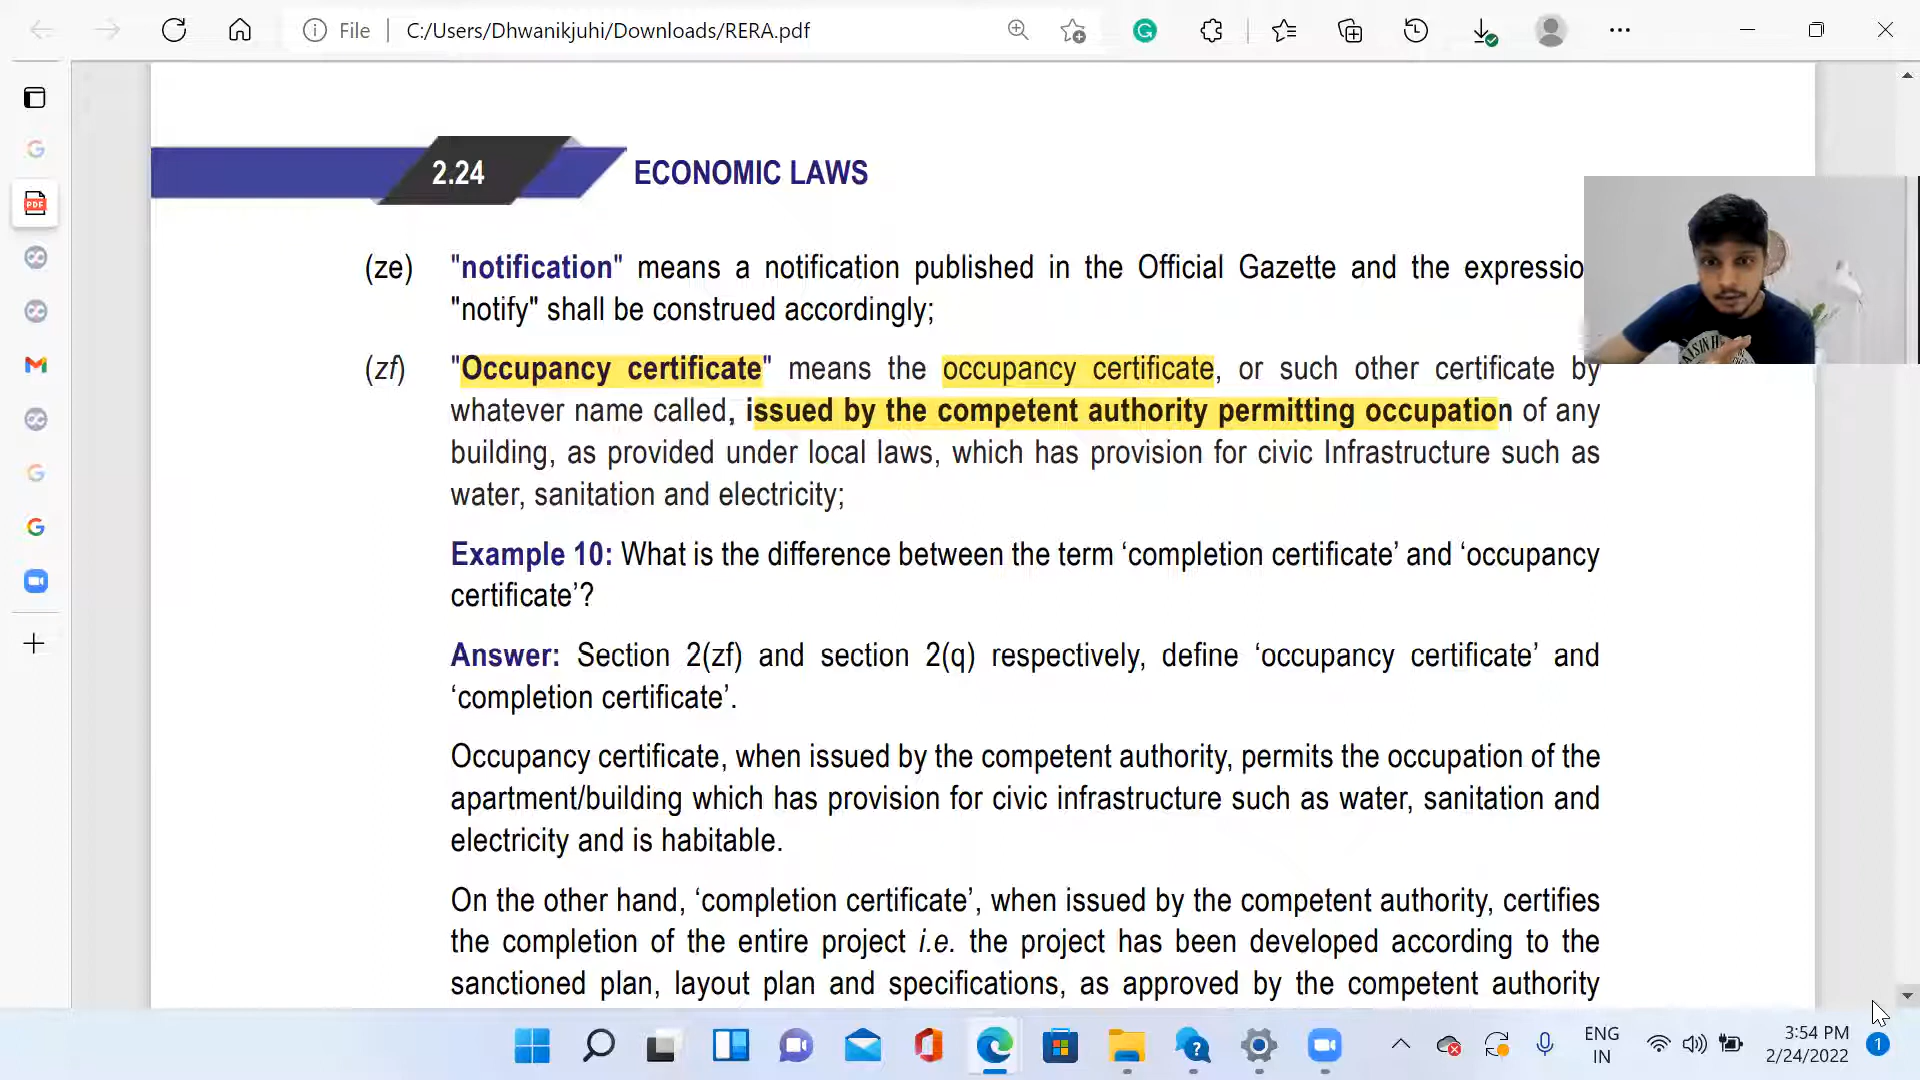 File
C:/Users/Dhwanikjuhi/Downloads/RERA.pdf
2.24
ECONOMIC LAWS
(ze) "notification" means a notification published in the Official Gazette and the expressio
"notify" shall be construed accordingly;
(zf) "Occupancy certificate" means the occupancy certificate, or such other certificate by
whatever name called, issued by the competent authority permitting occupation of any
building, as provided under local laws, which has provision for civic Infrastructure such as
water, sanitation and electricity;
Example 10: What is the difference between the term ‘completion certificate’ and ‘occupancy
certificate’?
Answer: Section 2(zf) and section 2(q) respectively, define ‘occupancy certificate’ and
‘completion certificate’.
Occupancy certificate, when issued by the competent authority, permits the occupation of the
apartment/building which has provision for civic infrastructure such as water, sanitation and
electricity and is habitable.
On the other hand, ‘completion certificate’, when issued by the competent authority, certifies
the completion of the entire project i.e. the project has been developed according to the
sanctioned plan, layout plan and specifications, as approved by the competent authority
ENG
IN
3:54 PM
2/24/2022
1